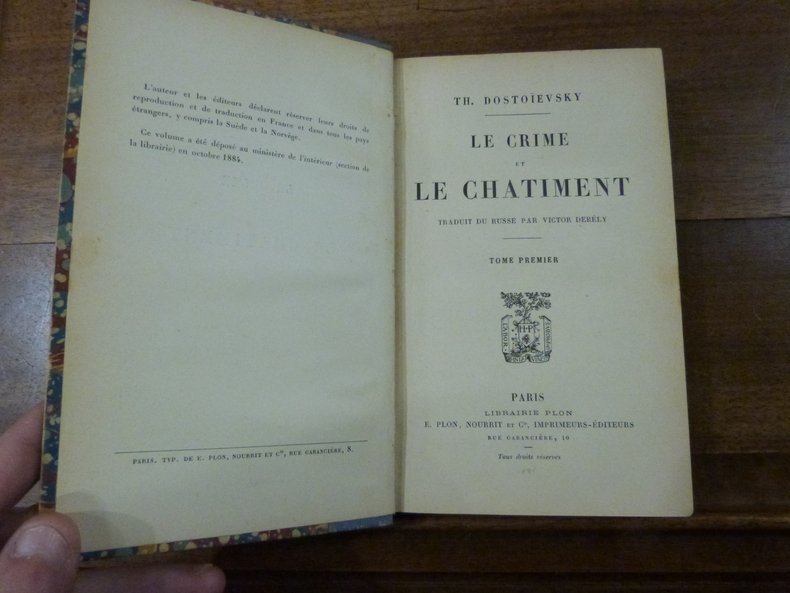 L'auteur et les éditeurs déclarent réserver leurs droits de
reproduction et de traduction en France et dans tous les pays
étrangers, y compris la Suède et la Norvège.
Ce volume a été déposé au ministère de l'intérieur (section de
la librairie) en octobre 1884.
PARIS. TYP. DE E. PLON, NOURRIT ET Cie, RUE GARANCIÈRE, 8.
TH. DOSTOÏEVSKY
LE CRIME
ET
LE CHATIMENT
TRADUIT DU RUSSE PAR VICTOR DERÉLY
TOME PREMIER
H-P
PARIS
LIBRAIRIE PLON
E. PLON, NOURRIT ET Cie, IMPRIMEURS-ÉDITEURS
RUE GARANCIÈRE, 10
Tous droits réservés